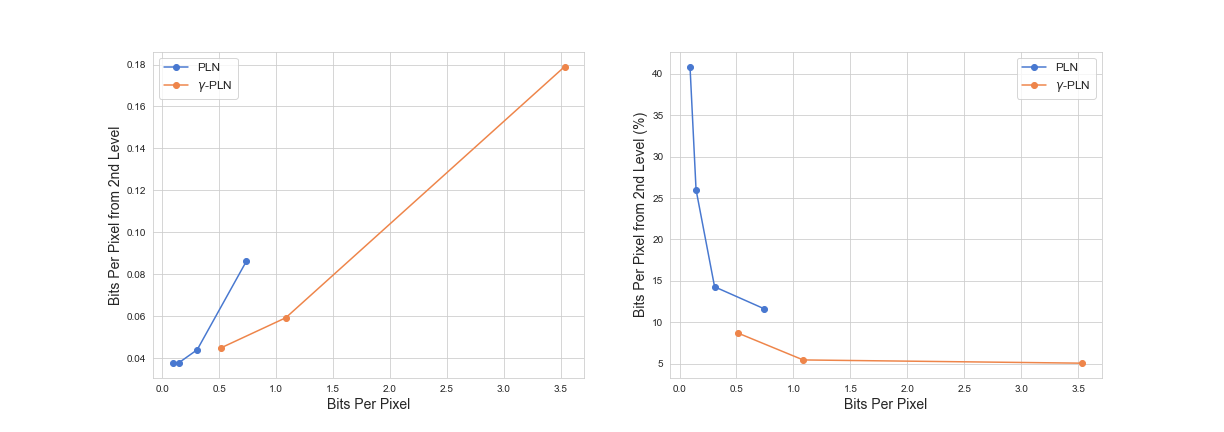 PLN
γ-PLN
0.18
0.16
0.14
0.12
0.10
0.08
0.06
0.04
Bits Per Pixel from 2nd Level
0.0 0.5 1.0 1.5 2.0 2.5 3.0 3.5
Bits Per Pixel
PLN
γ-PLN
40
35
30
25
20
15
10
5
Bits Per Pixel from 2nd Level (%)
0.0 0.5 1.0 1.5 2.0 2.5 3.0 3.5
Bits Per Pixel